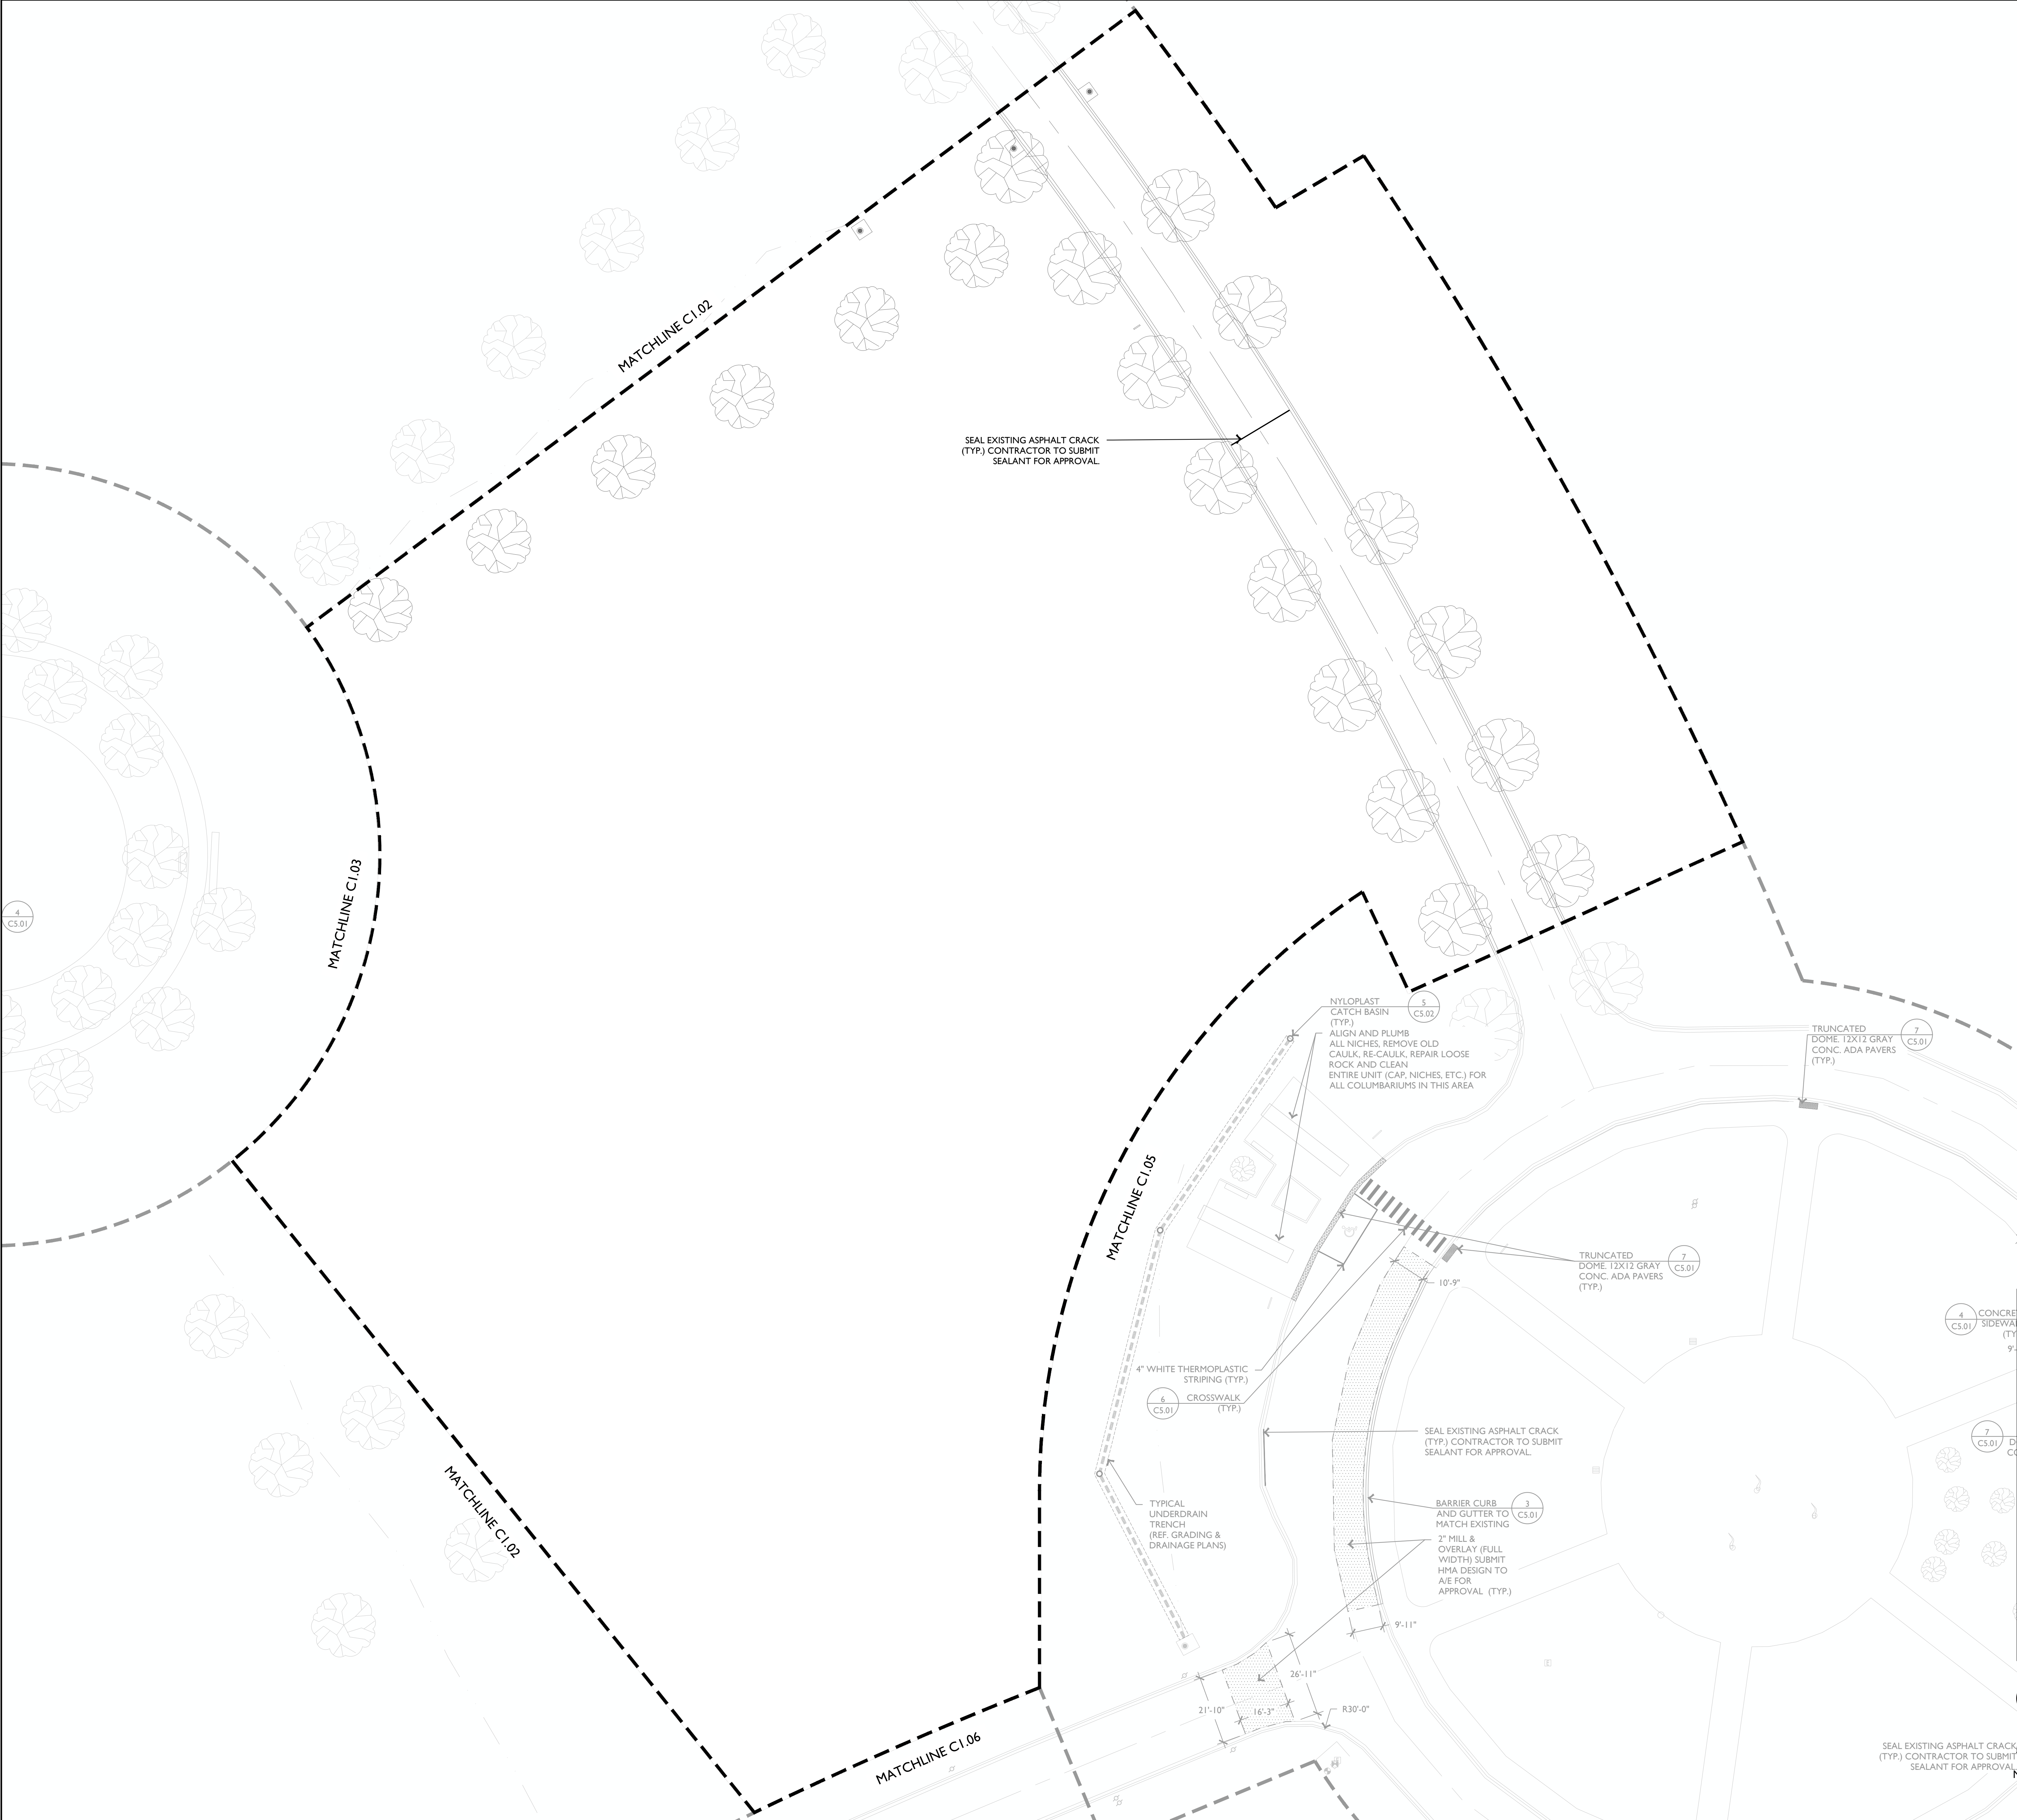 MATCHLINE C1.02
SEAL EXISTING ASPHALT CRACK
(TYP.) CONTRACTOR TO SUBMIT
SEALANT FOR APPROVAL.
MATCHLINE C1.03
4
C5.01
NYLOPLAST
CATCH BASIN
(TYP.)
5
C5.02
ALIGN AND PLUMB
ALL NICHES, REMOVE OLD
CAULK, RE-CAULK, REPAIR LOOSE
ROCK AND CLEAN
ENTIRE UNIT (CAP, NICHES, ETC.) FOR
ALL COLUMBARIUMS IN THIS AREA
TRUNCATED
DOME. 12X12 GRAY
CONC. ADA PAVERS
(TYP.)
7
C5.01
MATCHLINE C1.05
TRUNCATED
DOME. 12X12 GRAY
CONC. ADA PAVERS
(TYP.)
7
C5.01
10'-9"
4
C5.01
CONCRE
SIDEWA
(TY
9'-
4" WHITE THERMOPLASTIC
STRIPING (TYP.)
6
C5.01
CROSSWALK
(TYP.)
SEAL EXISTING ASPHALT CRACK
(TYP.) CONTRACTOR TO SUBMIT
SEALANT FOR APPROVAL.
7
C5.01
D
CO
MATCHLINE C1.02
TYPICAL
UNDERDRAIN
TRENCH
(REF. GRADING &
DRAINAGE PLANS)
BARRIER CURB
AND GUTTER TO
MATCH EXISTING
3
C5.01
2" MILL &
OVERLAY (FULL
WIDTH) SUBMIT
HMA DESIGN TO
A/E FOR
APPROVAL (TYP.)
9'-11"
26'-11"
21'-10"
16'-3"
R30'-0"
MATCHLINE C1.06
SEAL EXISTING ASPHALT CRACK
(TYP.) CONTRACTOR TO SUBMIT
SEALANT FOR APPROVAL